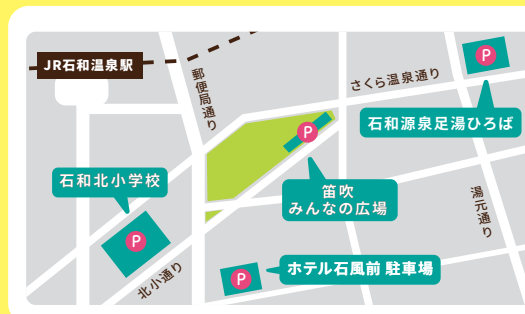 JR石和温泉駅
郵便局通り
さくら温泉通り
P
石和源泉足湯ひろば
P
石和北小学校
笛吹
みんなの広場
湯元通り
P
北小通り
P
ホテル石風前 駐車場